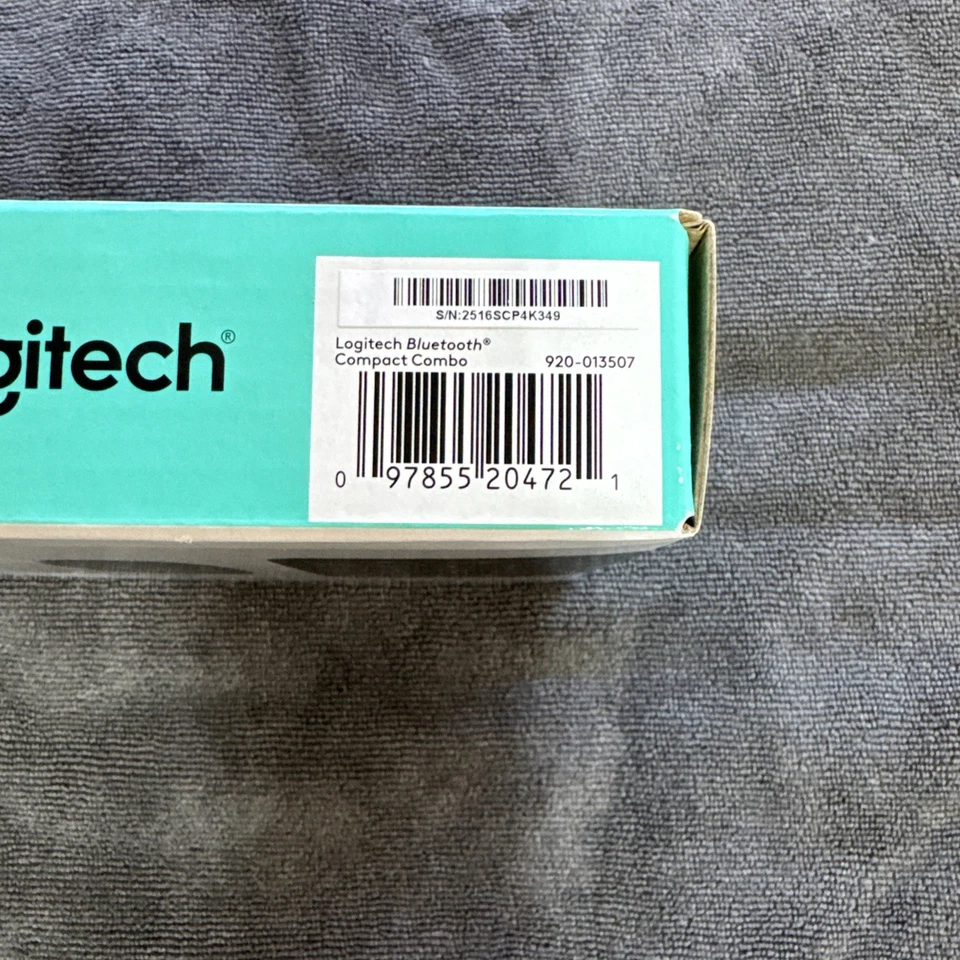 gitech®
S/N:2516SCP4K349
Logitech Bluetooth®
Compact Combo 920-013507
0 97855 20472 1